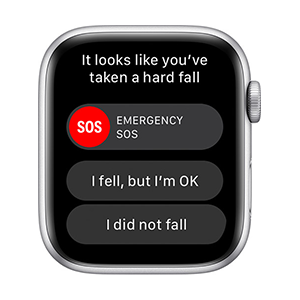 It looks like you've
taken a hard fall
SOS
EMERGENCY
SOS
I fell, but I'm OK
I did not fall